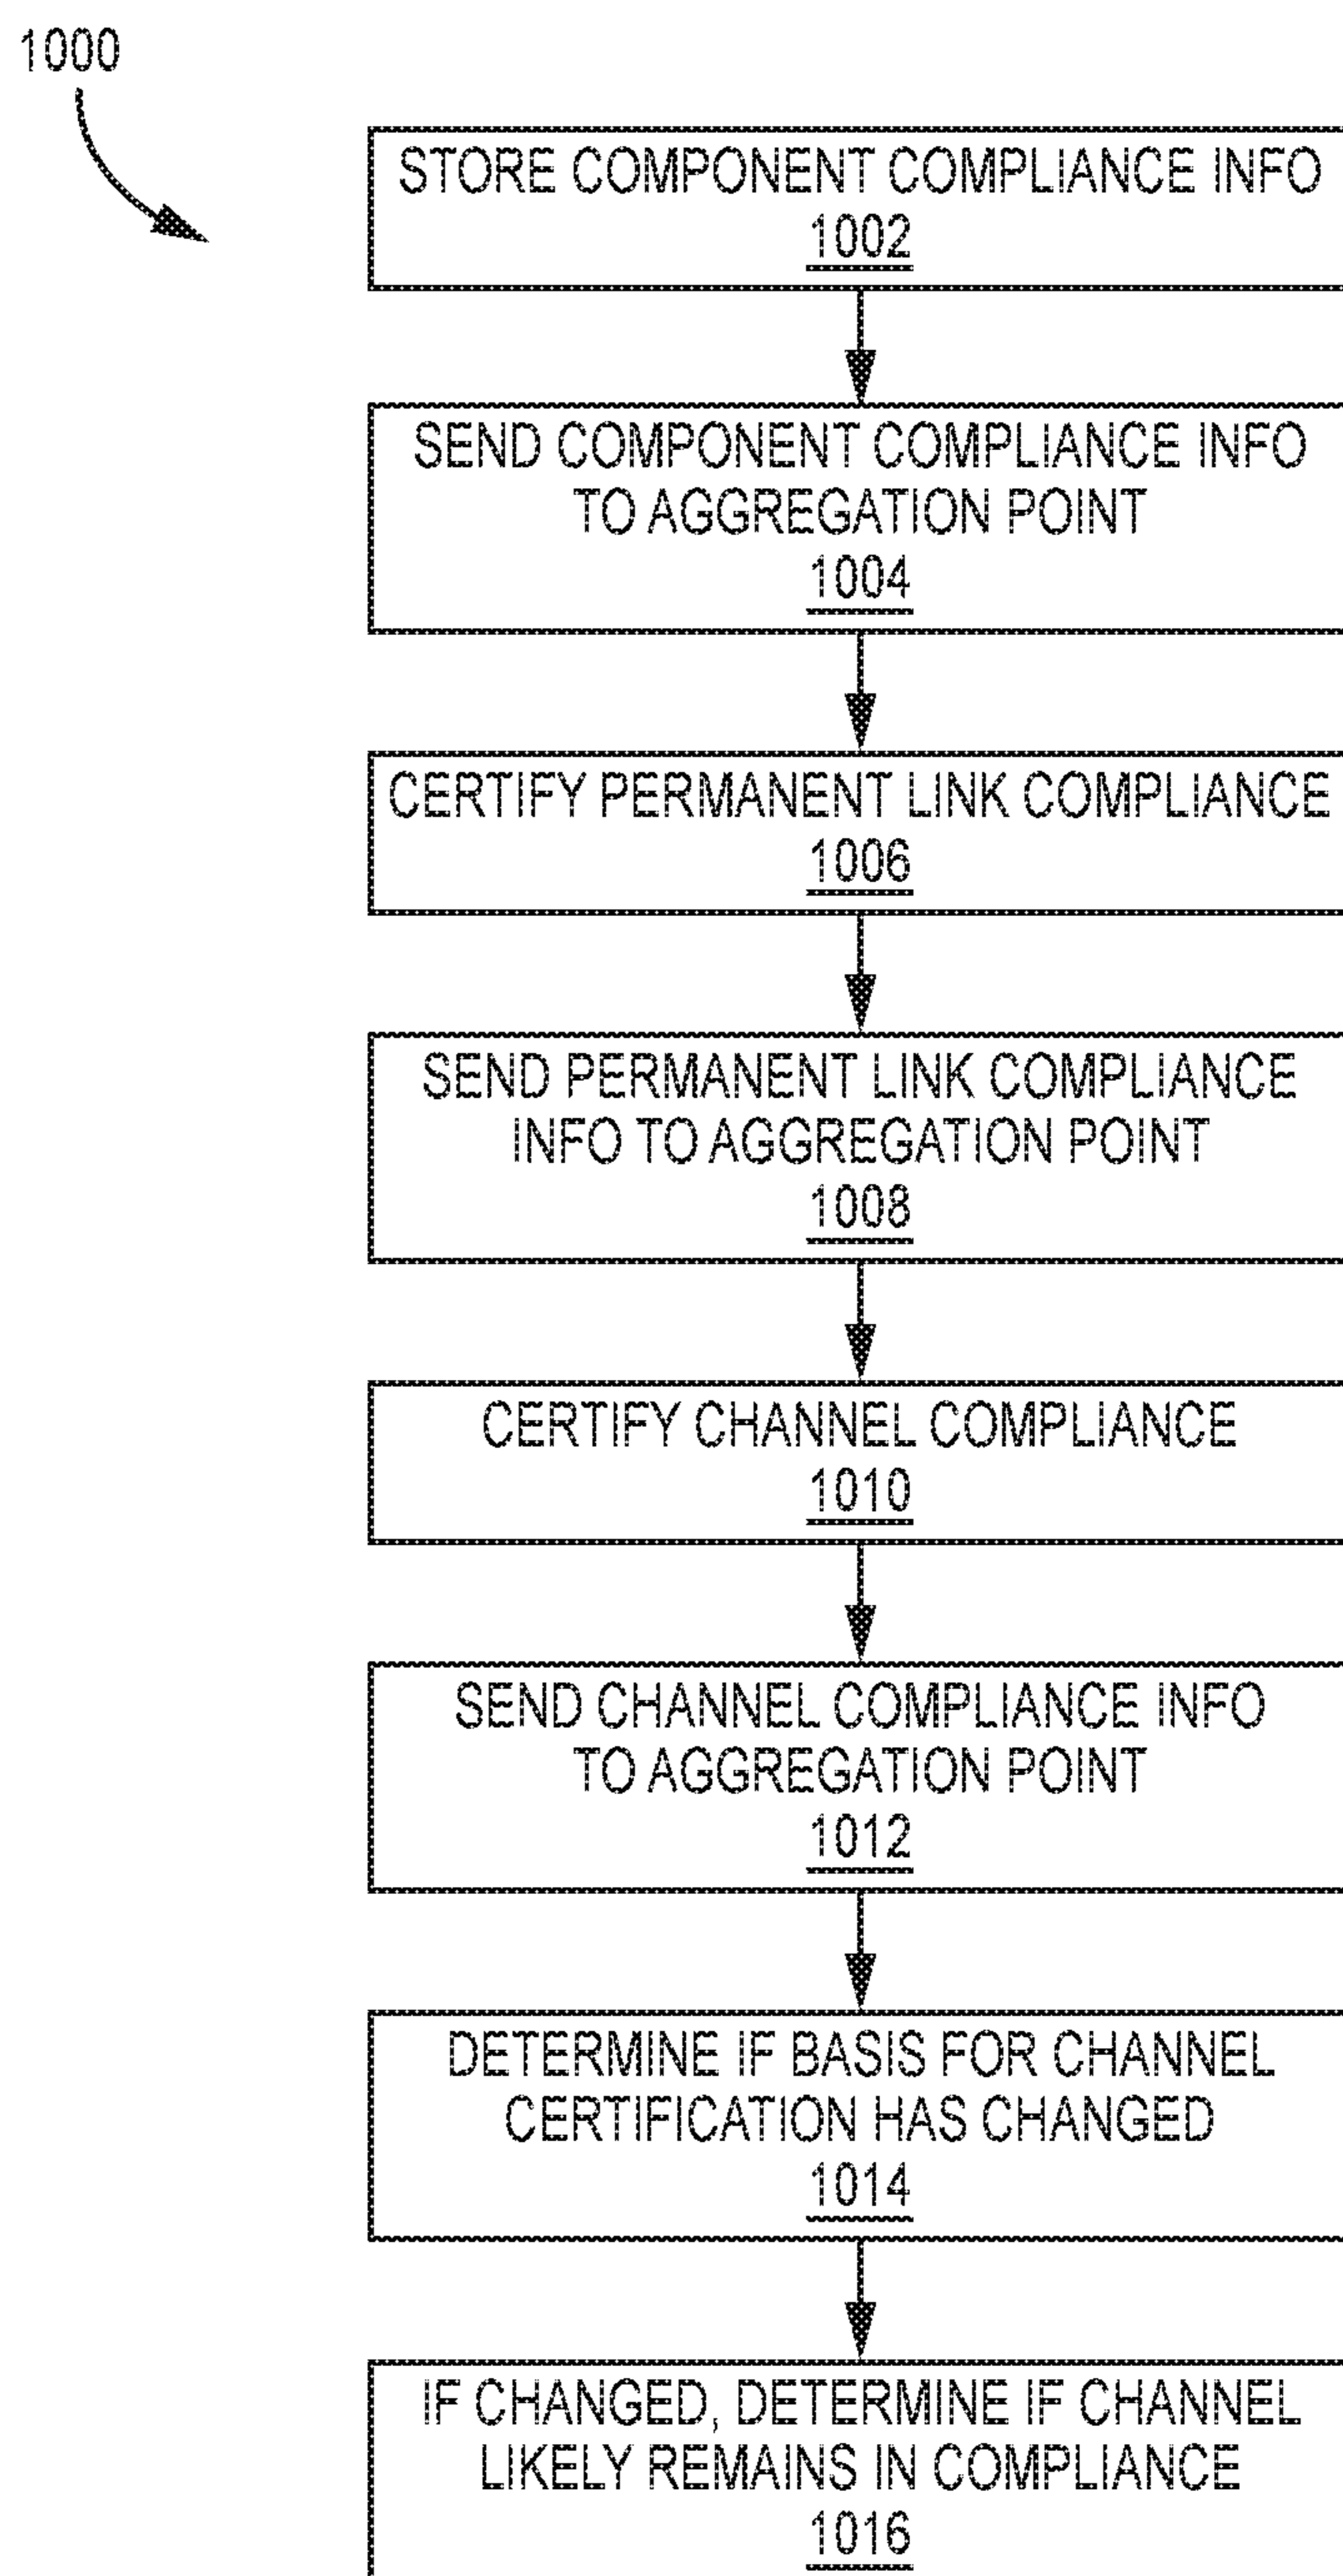 1000
STORE COMPONENT COMPLIANCE INFO
1002
SEND COMPONENT COMPLIANCE INFO
TO AGGREGATION POINT
1004
CERTIFY PERMANENT LINK COMPLIANCE
1006
SEND PERMANENT LINK COMPLIANCE
INFO TO AGGREGATION POINT
1008
CERTIFY CHANNEL COMPLIANCE
1010
SEND CHANNEL COMPLIANCE INFO
TO AGGREGATION POINT
1012
DETERMINE IF BASIS FOR CHANNEL
CERTIFICATION HAS CHANGED
1014
IF CHANGED, DETERMINE IF CHANNEL
LIKELY REMAINS IN COMPLIANCE
1016